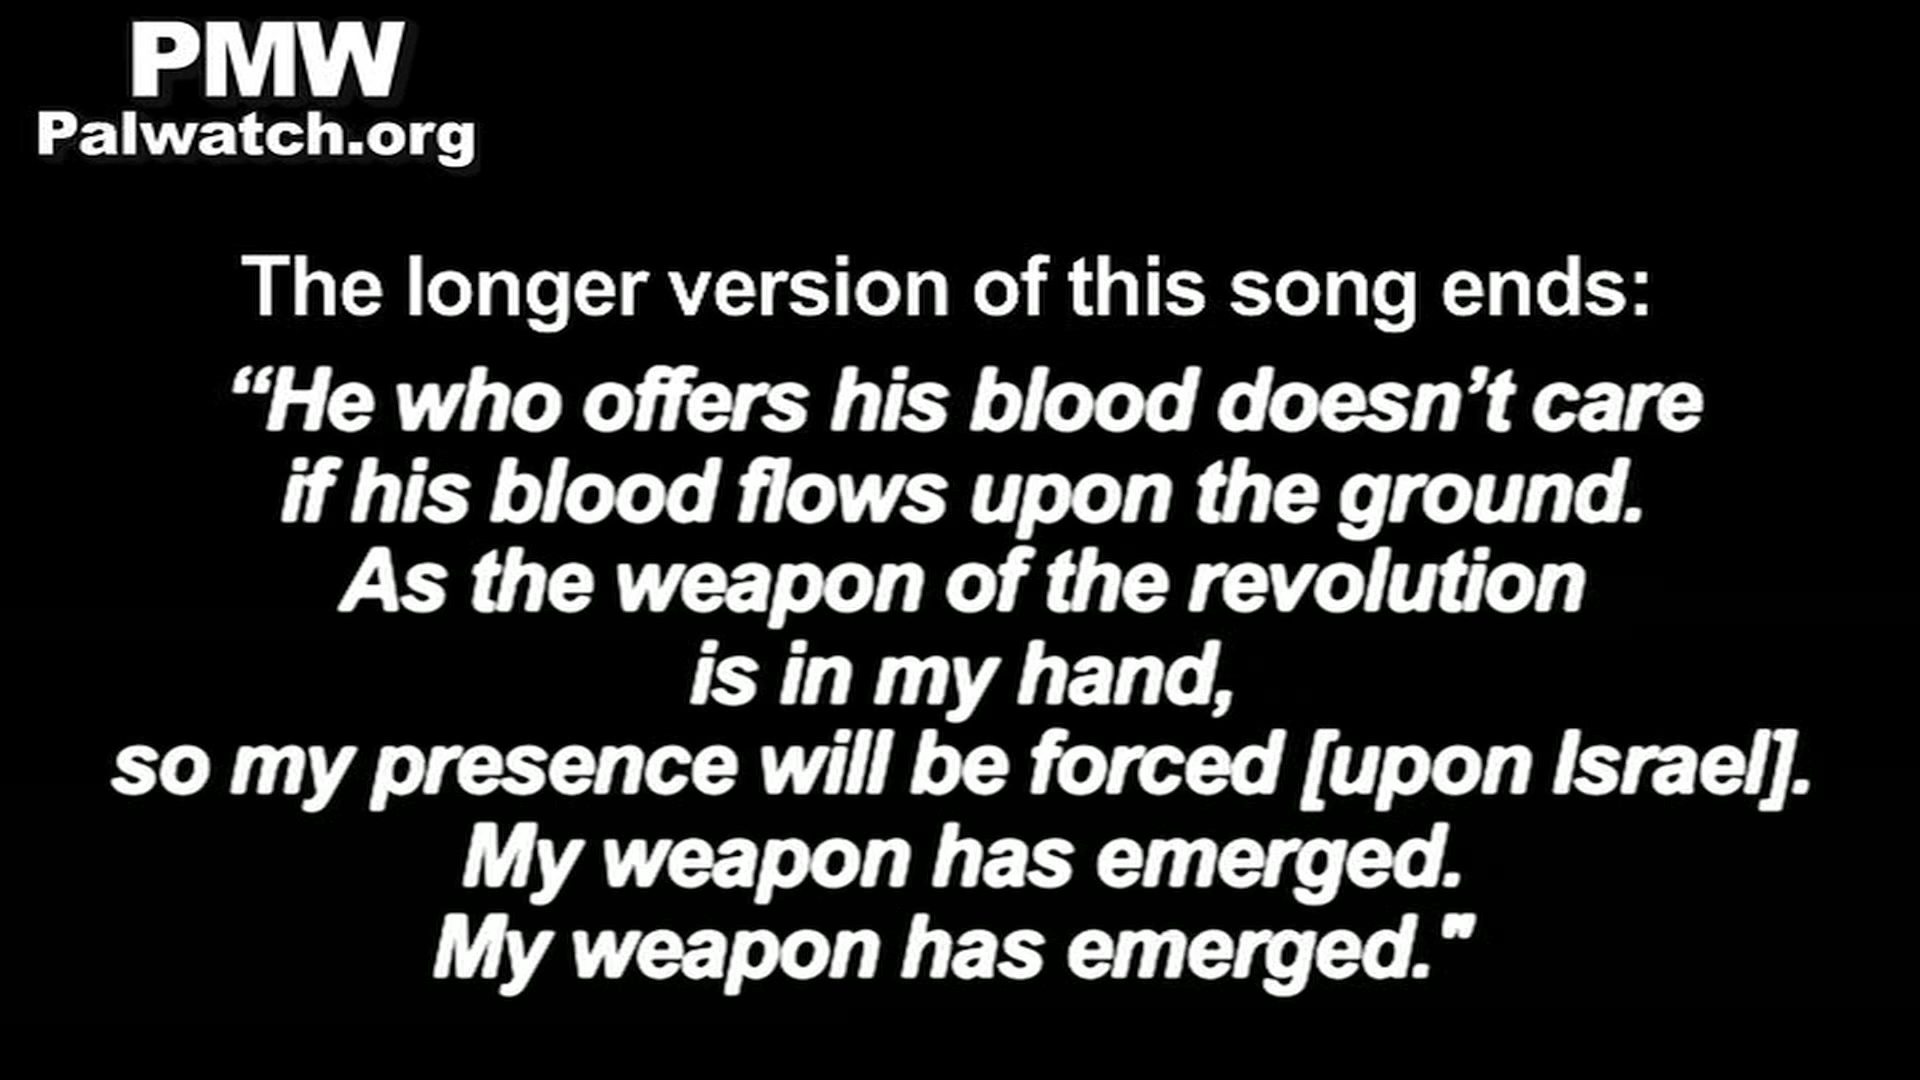 PMW
Palwatch.org
The longer version of this song ends:
“He who offers his blood doesn’t care
if his blood flows upon the ground.
As the weapon of the revolution
is in my hand,
so my presence will be forced [upon Israel].
My weapon has emerged.
My weapon has emerged."